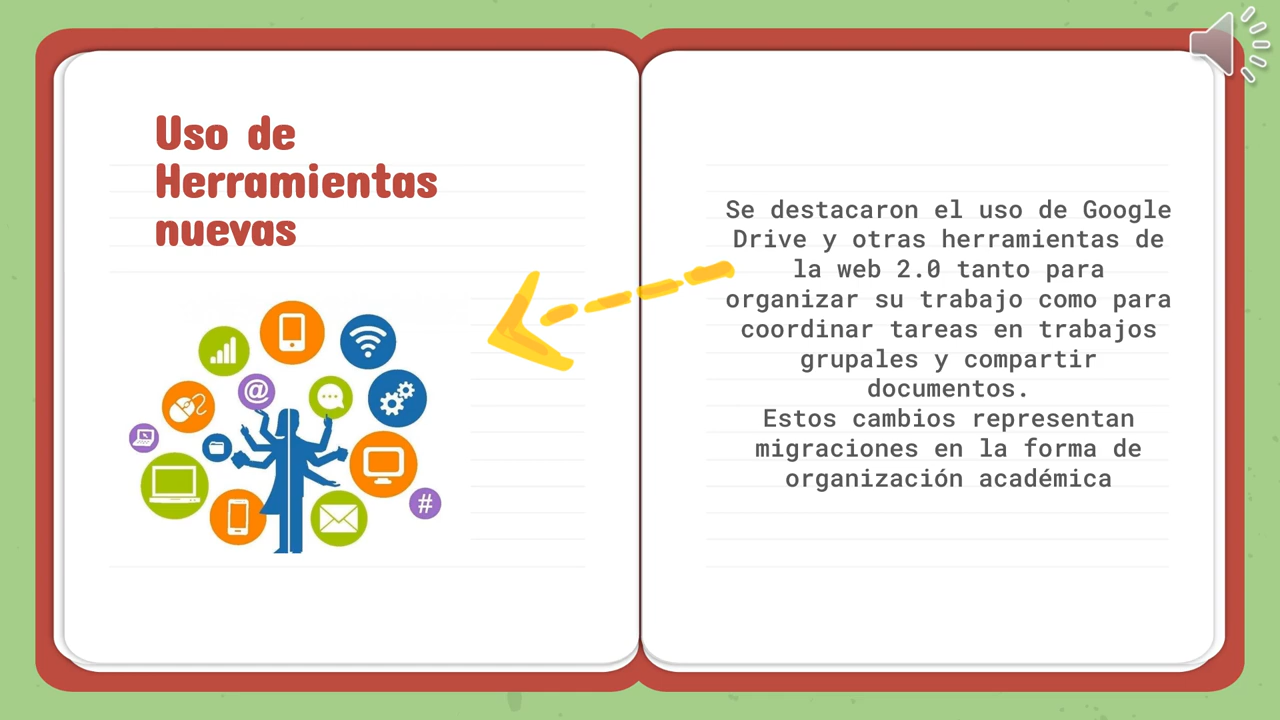 Uso de
Herramientas
nuevas
@
#
Se destacaron el uso de Google
Drive y otras herramientas de
la web 2.0 tanto para
organizar su trabajo como para
coordinar tareas en trabajos
grupales y compartir
documentos.
Estos cambios representan
migraciones en la forma de
organización académica